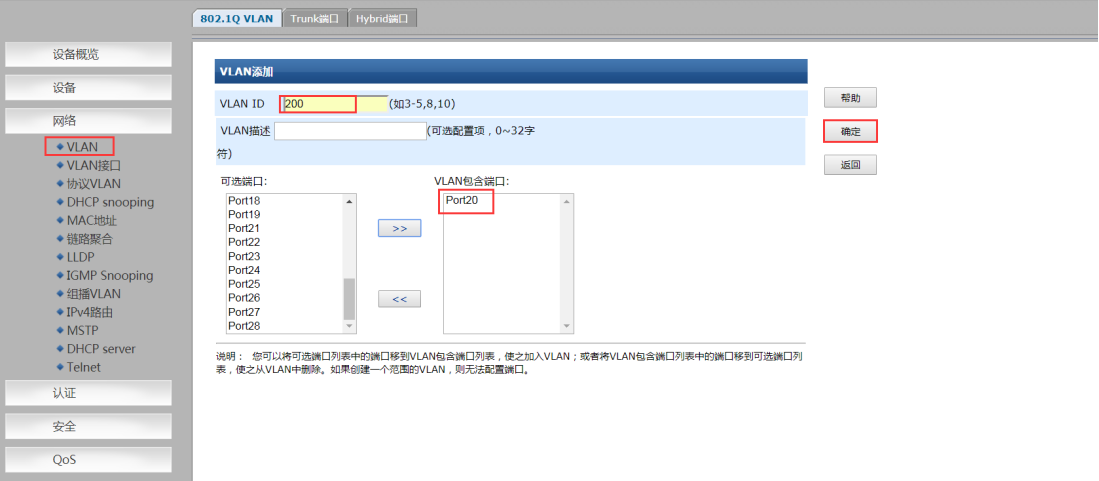 802.1Q VLAN
Trunk端口
Hybrid端口
设备概览
设备
网络
VLAN
VLAN接口
协议VLAN
DHCP snooping
MAC地址
链路聚合
LLDP
IGMP Snooping
组播VLAN
IPv4路由
MSTP
DHCP server
Telnet
认证
安全
QoS
VLAN添加
VLAN ID 200 (如3-5,8,10)
VLAN描述 (可选配置项，0~32字
符)
可选端口:
Port18
Port19
Port21
Port22
Port23
Port24
Port25
Port26
Port27
Port28
>>
<<
VLAN包含端口:
Port20
说明： 您可以将可选端口列表中的端口移到VLAN包含端口列表，使之加入VLAN；或者将VLAN包含端口列表中的端口移到可选端口列
表，使之从VLAN中删除。如果创建一个范围的VLAN，则无法配置端口。
帮助
确定
返回